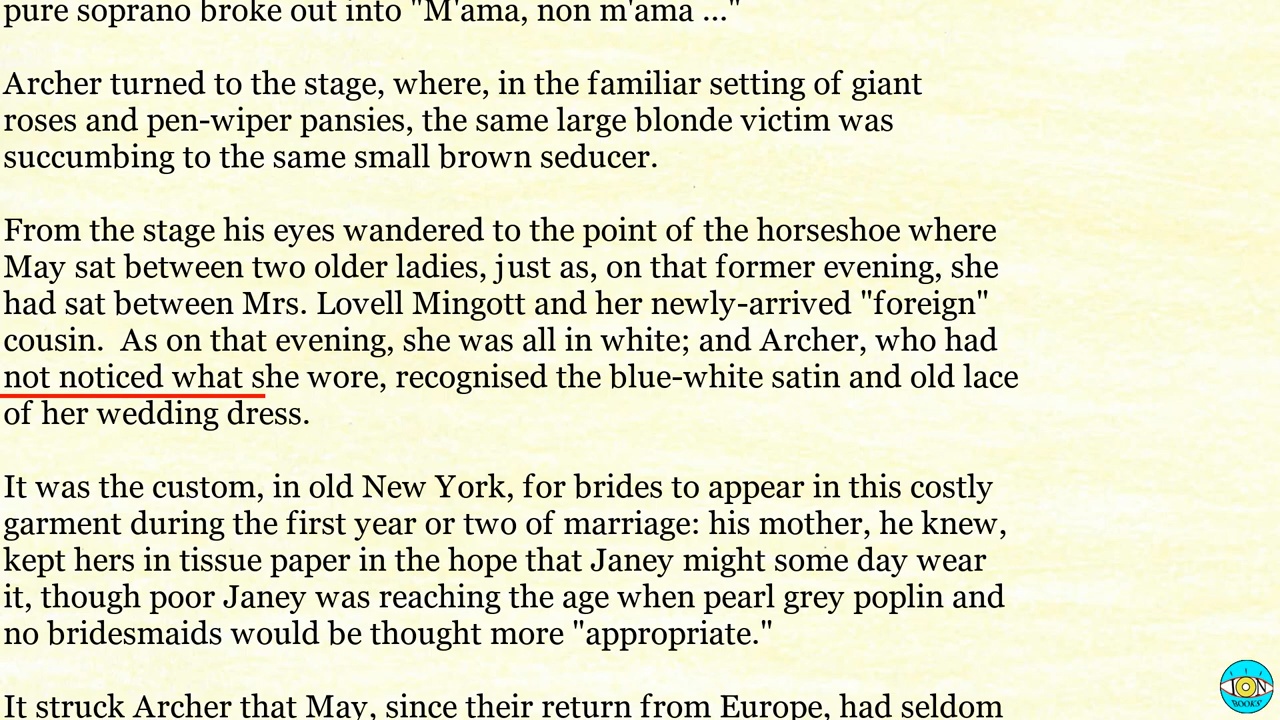 pure soprano broke out into "M'ama, non m'ama ..."
Archer turned to the stage, where, in the familiar setting of giant
roses and pen-wiper pansies, the same large blonde victim was
succumbing to the same small brown seducer.
From the stage his eyes wandered to the point of the horseshoe where
May sat between two older ladies, just as, on that former evening, she
had sat between Mrs. Lovell Mingott and her newly-arrived "foreign"
cousin.  As on that evening, she was all in white; and Archer, who had
not noticed what she wore, recognised the blue-white satin and old lace
of her wedding dress.
It was the custom, in old New York, for brides to appear in this costly
garment during the first year or two of marriage: his mother, he knew,
kept hers in tissue paper in the hope that Janey might some day wear
it, though poor Janey was reaching the age when pearl grey poplin and
no bridesmaids would be thought more "appropriate."
It struck Archer that May, since their return from Europe, had seldom
ION
BOOKS